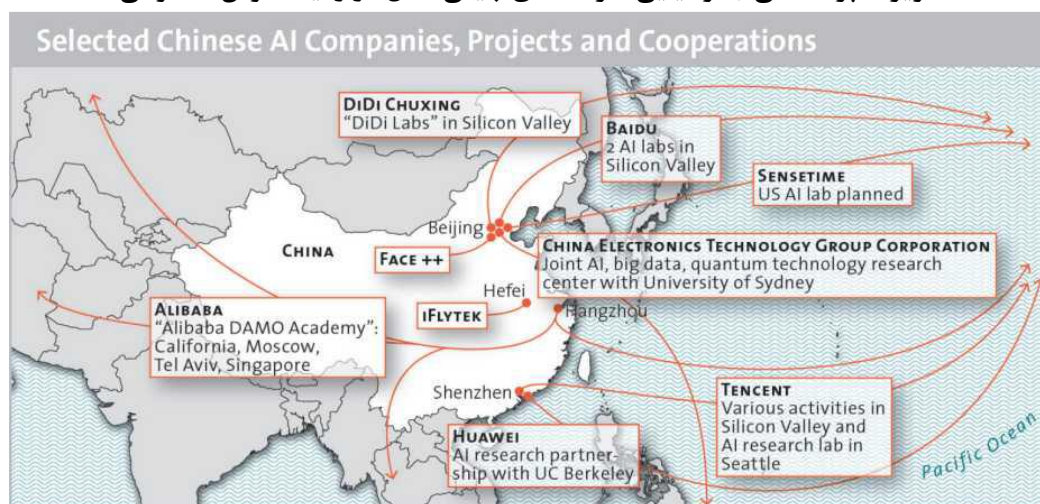 Selected Chinese AI Companies, Projects and Cooperations
DiDi Chuxing
“DiDi Labs” in Silicon Valley
Baidu
2 AI labs in
Silicon Valley
SenseTime
US AI lab planned
Beijing
China
Face ++
China Electronics Technology Group Corporation
Joint AI, big data, quantum technology research
center with University of Sydney
Hefei
iFlytek
Hangzhou
Alibaba
“Alibaba DAMO Academy”:
California, Moscow,
Tel Aviv, Singapore
Shenzhen
Tencent
Various activities in
Silicon Valley and
AI research lab in
Seattle
Huawei
AI research partner-
ship with UC Berkeley
Pacific Ocean